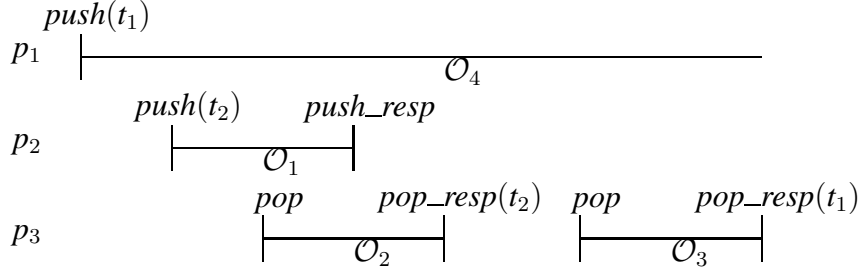 push(t₁)
p₁
𝒪₄
push(t₂) push_resp
p₂
𝒪₁
pop pop_resp(t₂) pop pop_resp(t₁)
p₃
𝒪₂ 𝒪₃